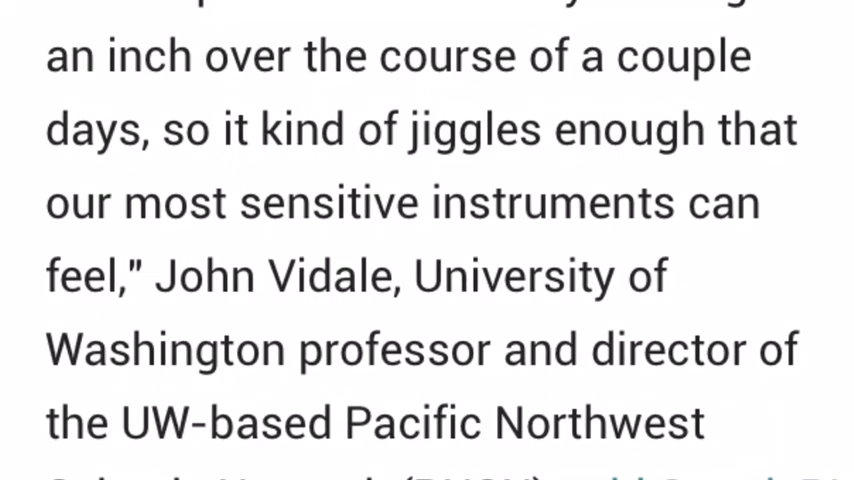 an inch over the course of a couple
days, so it kind of jiggles enough that
our most sensitive instruments can
feel," John Vidale, University of
Washington professor and director of
the UW-based Pacific Northwest